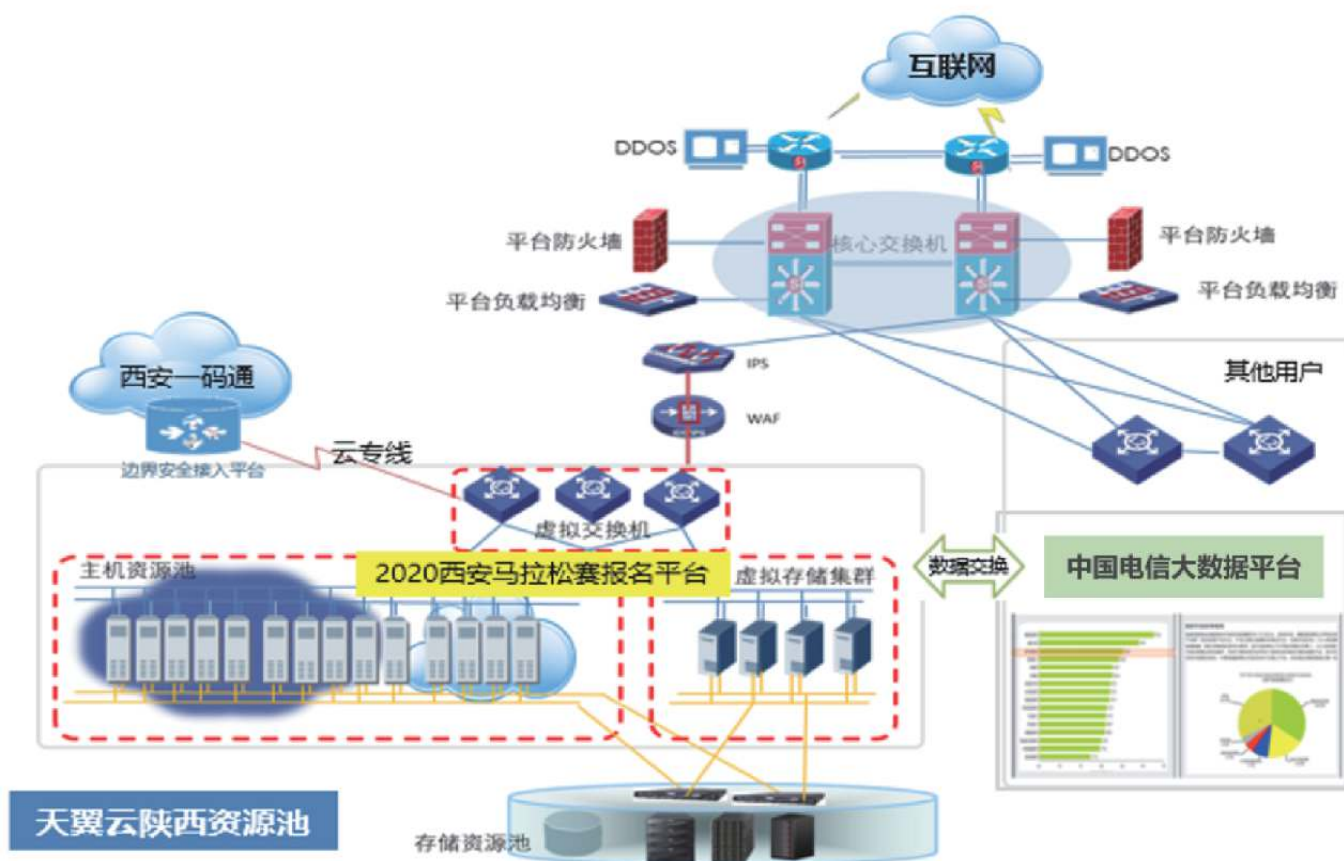 互联网
DDOS
DDOS
平台防火墙
核心交换机
平台防火墙
平台负载均衡
平台负载均衡
IPS
其他用户
西安一码通
WAF
云专线
边界安全接入平台
虚拟交换机
主机资源池
2020西安马拉松赛报名平台
虚拟存储集群
数据交换
中国电信大数据平台
天翼云陕西资源池
存储资源池